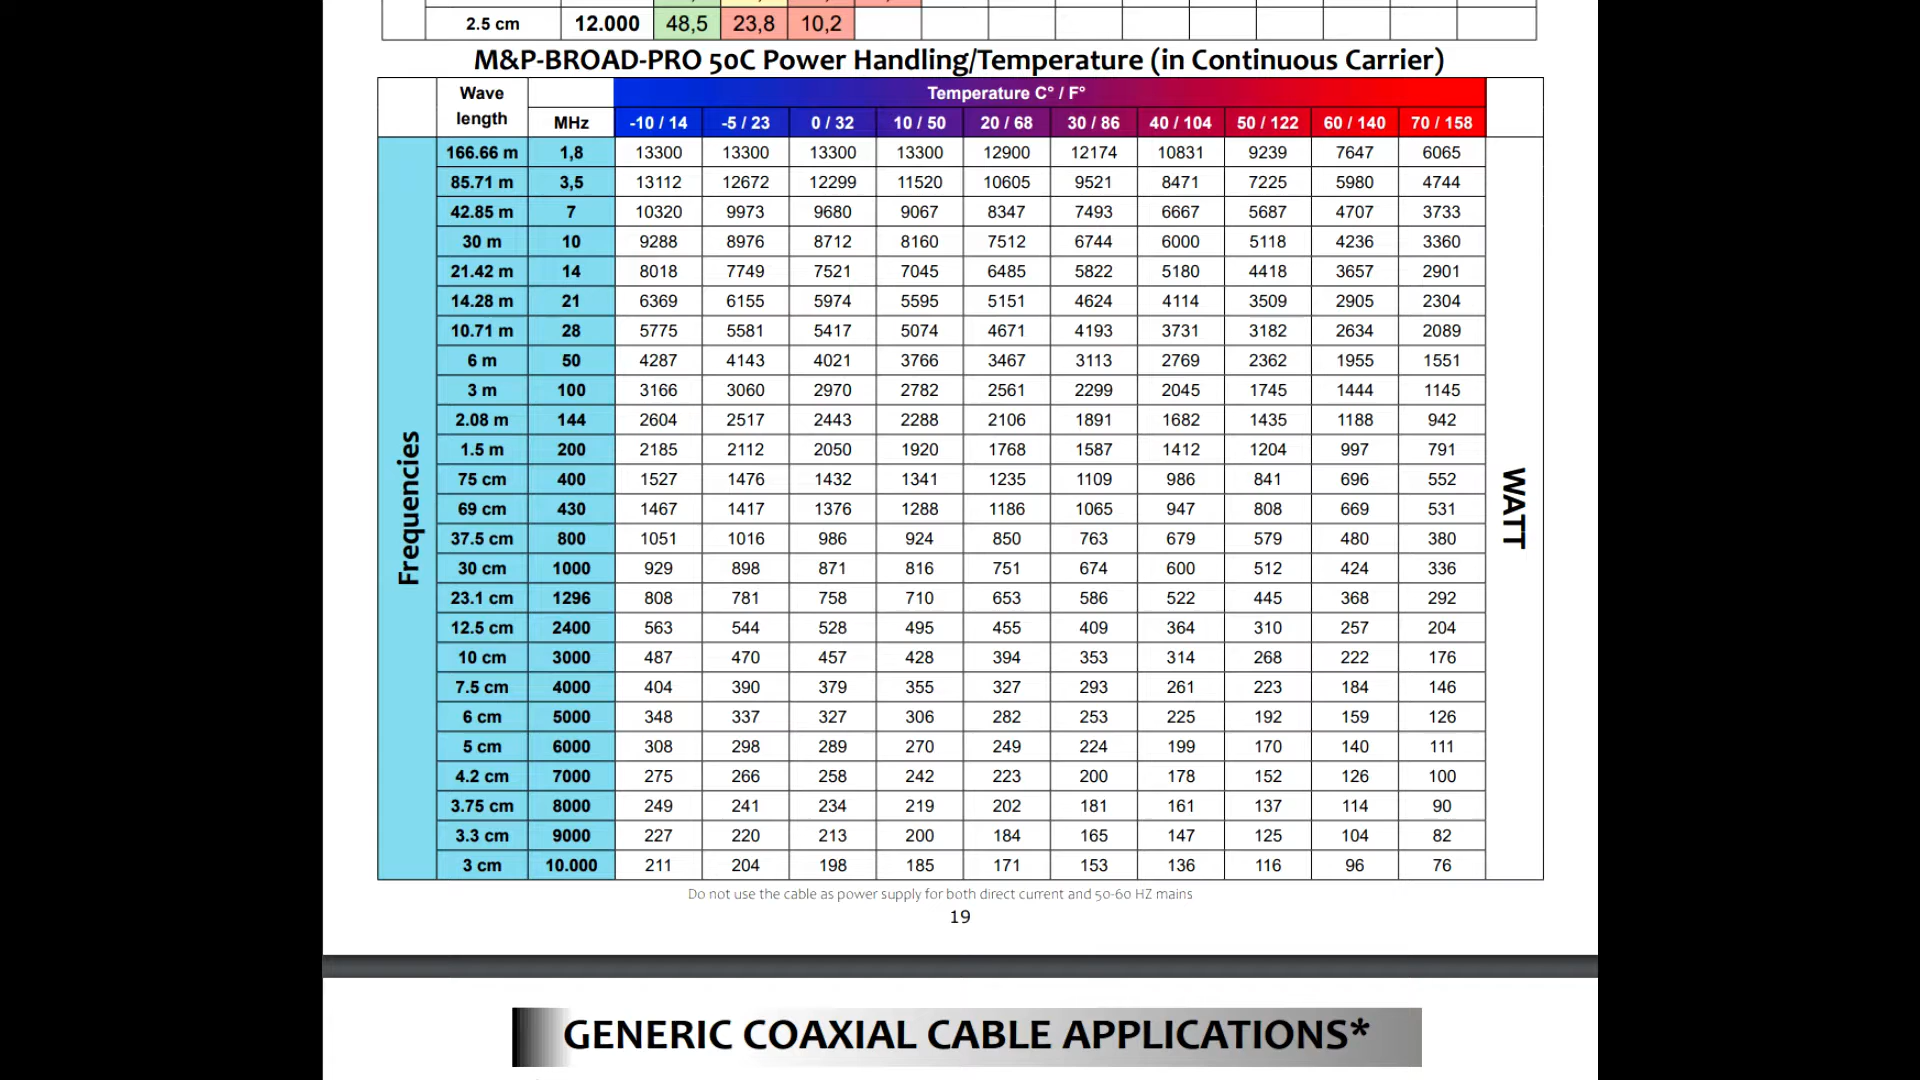 2.5 cm 12.000 48,5 23,8 10,2
M&P-BROAD-PRO 50C Power Handling/Temperature (in Continuous Carrier)
Wave length MHz Temperature C° / F°
-10 / 14 -5 / 23 0 / 32 10 / 50 20 / 68 30 / 86 40 / 104 50 / 122 60 / 140 70 / 158
Frequencies
166.66 m 1,8 13300 13300 13300 13300 12900 12174 10831 9239 7647 6065
85.71 m 3,5 13112 12672 12299 11520 10605 9521 8471 7225 5980 4744
42.85 m 7 10320 9973 9680 9067 8347 7493 6667 5687 4707 3733
30 m 10 9288 8976 8712 8160 7512 6744 6000 5118 4236 3360
21.42 m 14 8018 7749 7521 7045 6485 5822 5180 4418 3657 2901
14.28 m 21 6369 6155 5974 5595 5151 4624 4114 3509 2905 2304
10.71 m 28 5775 5581 5417 5074 4671 4193 3731 3182 2634 2089
6 m 50 4287 4143 4021 3766 3467 3113 2769 2362 1955 1551
3 m 100 3166 3060 2970 2782 2561 2299 2045 1745 1444 1145
2.08 m 144 2604 2517 2443 2288 2106 1891 1682 1435 1188 942
1.5 m 200 2185 2112 2050 1920 1768 1587 1412 1204 997 791
75 cm 400 1527 1476 1432 1341 1235 1109 986 841 696 552
69 cm 430 1467 1417 1376 1288 1186 1065 947 808 669 531
37.5 cm 800 1051 1016 986 924 850 763 679 579 480 380
30 cm 1000 929 898 871 816 751 674 600 512 424 336
23.1 cm 1296 808 781 758 710 653 586 522 445 368 292
12.5 cm 2400 563 544 528 495 455 409 364 310 257 204
10 cm 3000 487 470 457 428 394 353 314 268 222 176
7.5 cm 4000 404 390 379 355 327 293 261 223 184 146
6 cm 5000 348 337 327 306 282 253 225 192 159 126
5 cm 6000 308 298 289 270 249 224 199 170 140 111
4.2 cm 7000 275 266 258 242 223 200 178 152 126 100
3.75 cm 8000 249 241 234 219 202 181 161 137 114 90
3.3 cm 9000 227 220 213 200 184 165 147 125 104 82
3 cm 10.000 211 204 198 185 171 153 136 116 96 76
WATT
Do not use the cable as power supply for both direct current and 50-60 HZ mains
19
GENERIC COAXIAL CABLE APPLICATIONS*